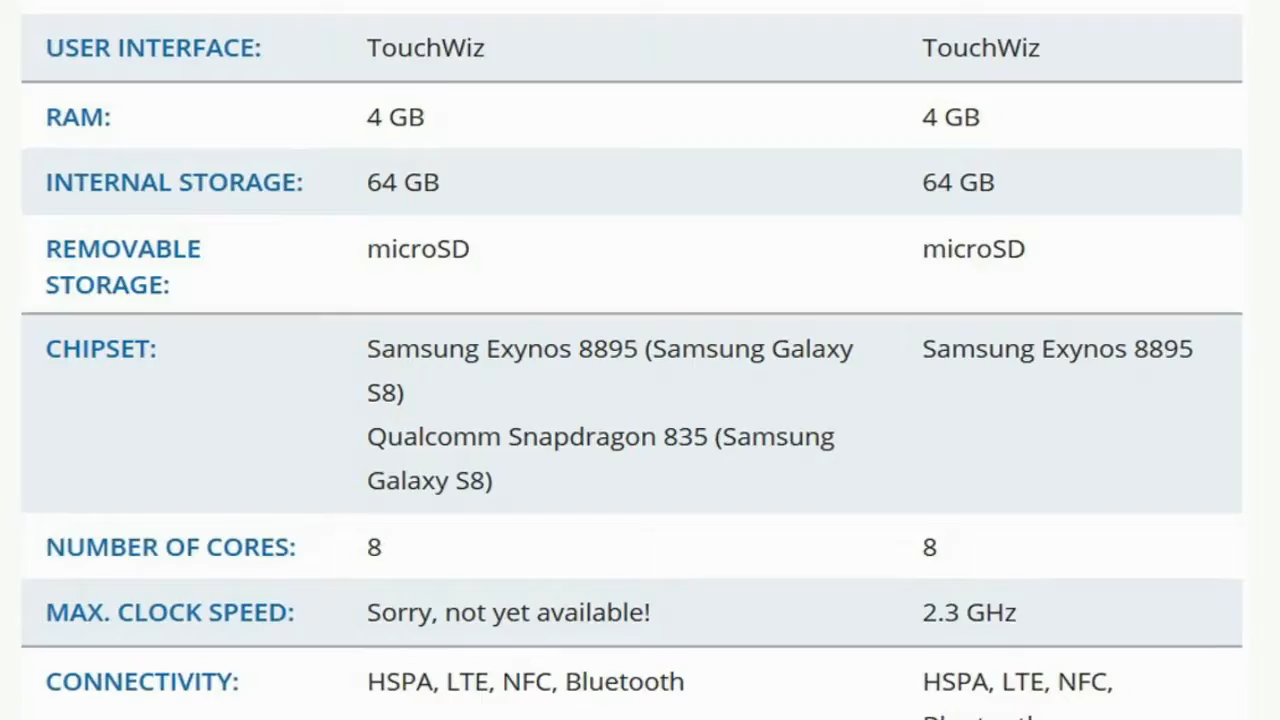 USER INTERFACE: TouchWiz TouchWiz
RAM: 4 GB 4 GB
INTERNAL STORAGE: 64 GB 64 GB
REMOVABLE microSD microSD
STORAGE:
CHIPSET: Samsung Exynos 8895 (Samsung Galaxy Samsung Exynos 8895
S8)
Qualcomm Snapdragon 835 (Samsung
Galaxy S8)
NUMBER OF CORES: 8 8
MAX. CLOCK SPEED: Sorry, not yet available! 2.3 GHz
CONNECTIVITY: HSPA, LTE, NFC, Bluetooth HSPA, LTE, NFC,